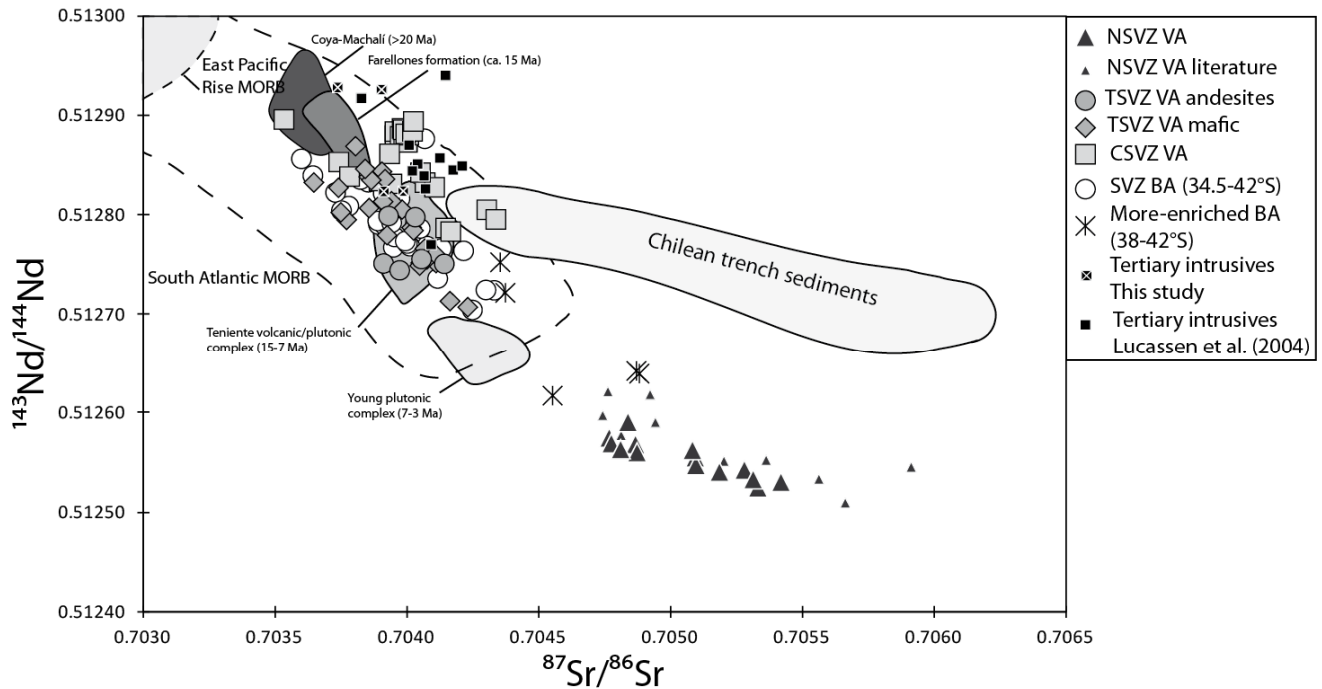 0.51300
0.51290
0.51280
0.51270
0.51260
0.51250
0.51240
143Nd/144Nd
0.7030
0.7035
0.7040
0.7045
0.7050
0.7055
0.7060
0.7065
87Sr/86Sr
East Pacific
Rise MORB
Coya-Machalí (>20 Ma)
Farellones formation (ca. 15 Ma)
South Atlantic MORB
Teniente volcanic/plutonic
complex (15-7 Ma)
Young plutonic
complex (7-3 Ma)
Chilean trench sediments
NSVZ VA
NSVZ VA literature
TSVZ VA andesites
TSVZ VA mafic
CSVZ VA
SVZ BA (34.5-42°S)
More-enriched BA
(38-42°S)
Tertiary intrusives
This study
Tertiary intrusives
Lucassen et al. (2004)